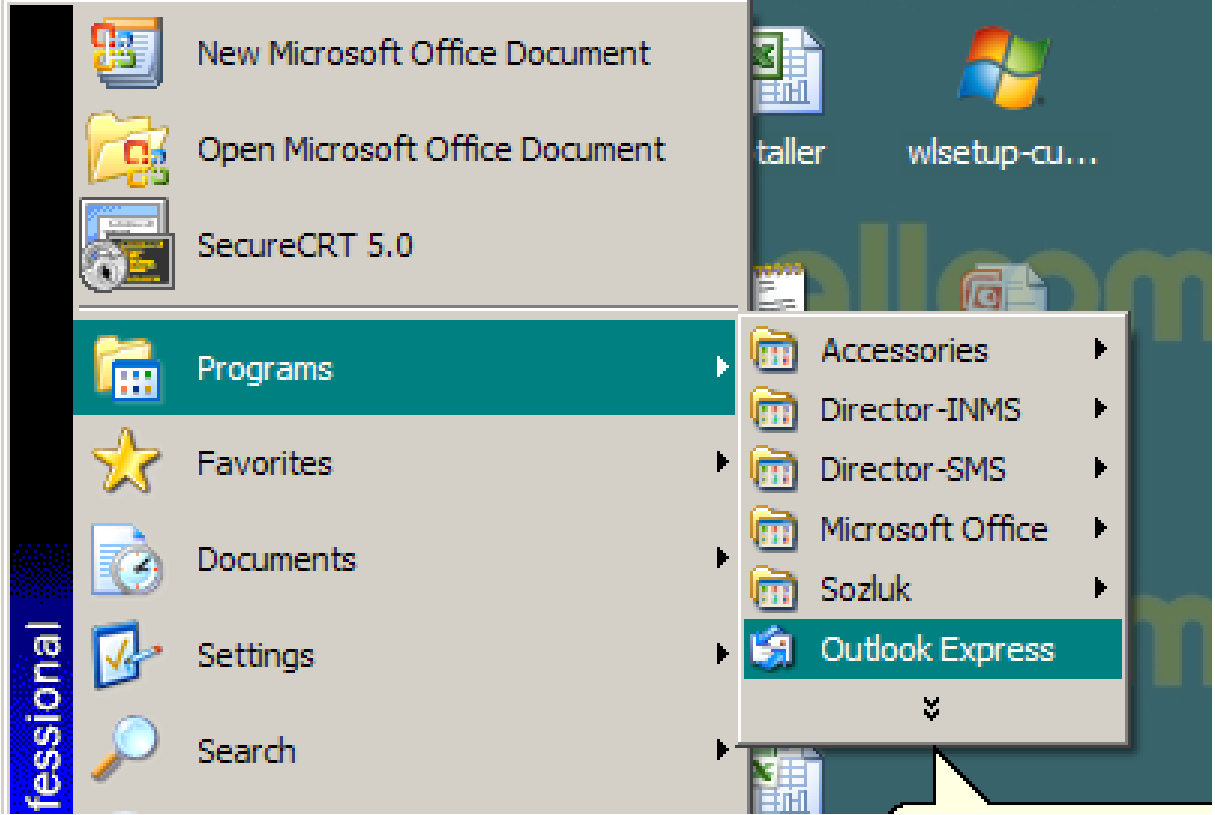 New Microsoft Office Document
Open Microsoft Office Document
SecureCRT 5.0
Programs
Favorites
Documents
Settings
Search
fessional
taller
wlsetup-cu...
Accessories
Director-INMS
Director-SMS
Microsoft Office
Sozluk
Outlook Express